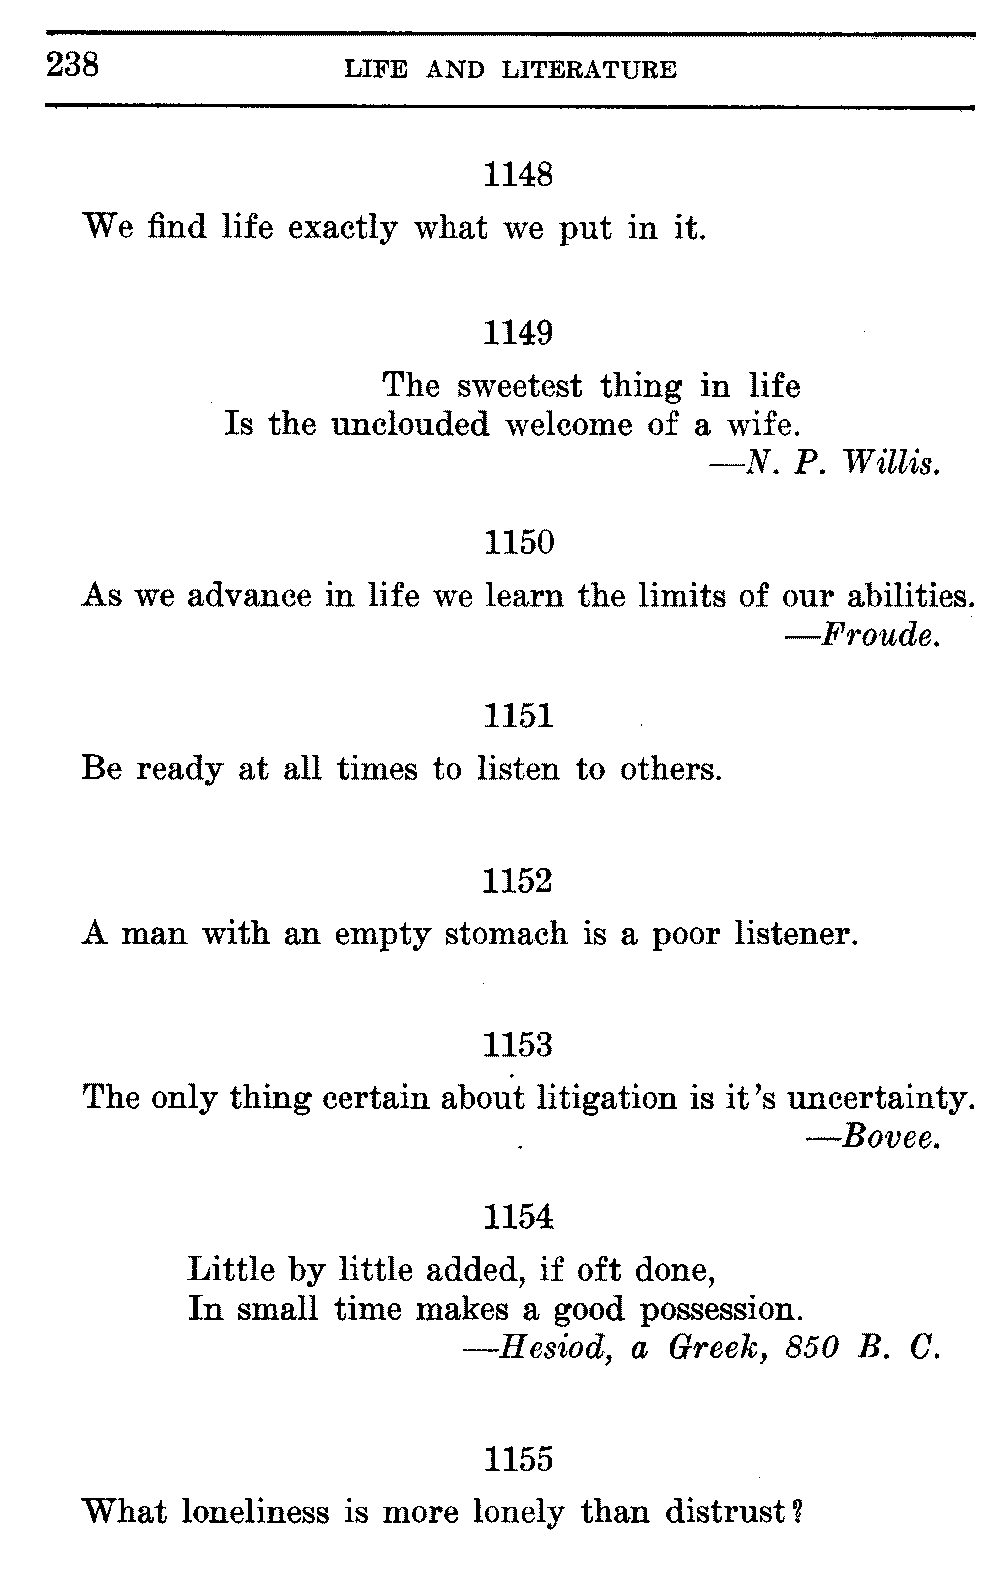 238 LIFE AND LITERATURE
1148
We find life exactly what we put in it.
1149
The sweetest thing in life
Is the unclouded welcome of a wife.
—N. P. Willis.
1150
As we advance in life we learn the limits of our abilities.
—Froude.
1151
Be ready at all times to listen to others.
1152
A man with an empty stomach is a poor listener.
1153
The only thing certain about litigation is it's uncertainty.
—Bovee.
1154
Little by little added, if oft done,
In small time makes a good possession.
—Hesiod, a Greek, 850 B. C.
1155
What loneliness is more lonely than distrust?